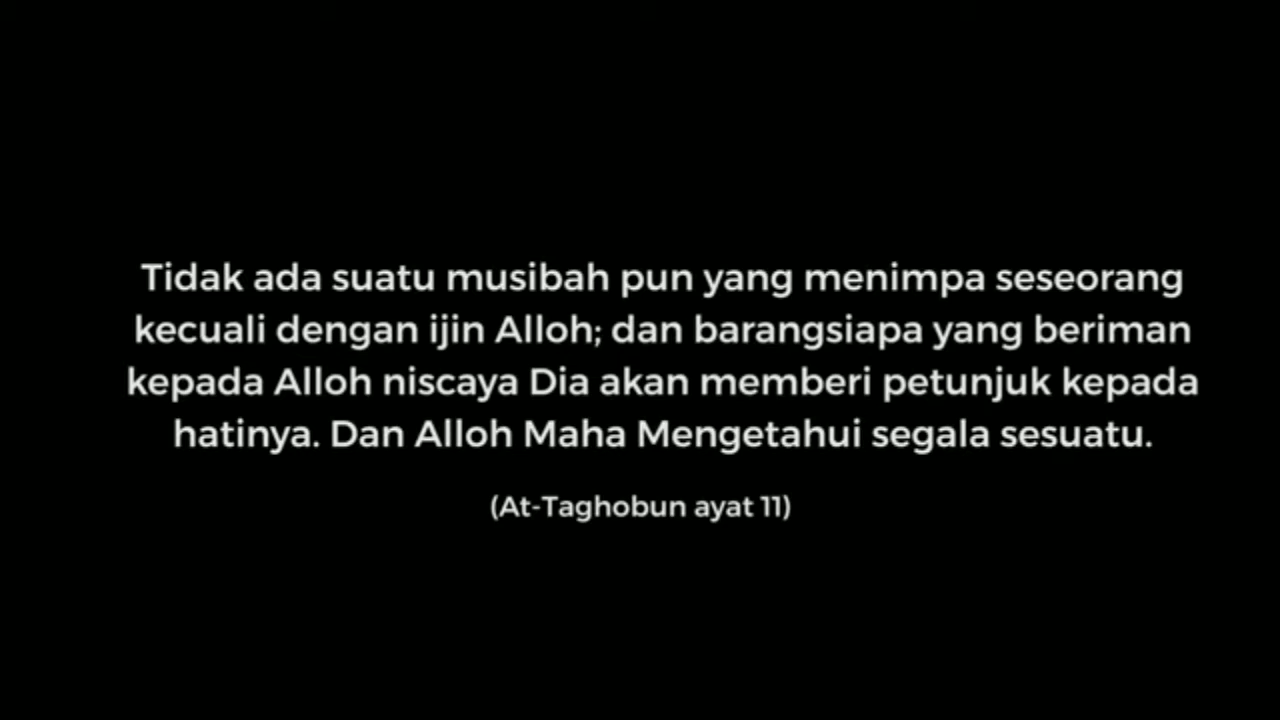 Tidak ada suatu musibah pun yang menimpa seseorang
kecuali dengan ijin Alloh; dan barangsiapa yang beriman
kepada Alloh niscaya Dia akan memberi petunjuk kepada
hatinya. Dan Alloh Maha Mengetahui segala sesuatu.
(At-Taghobun ayat 11)